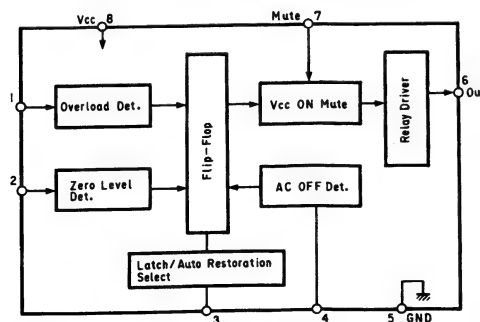 Vcc 8
Mute 7
6
Out
1
Overload Det.
Flip-Flop
Vcc ON Mute
Relay Driver
2
Zero Level
Det.
AC OFF Det.
Latch/Auto Restoration
Select
3
4
5 GND